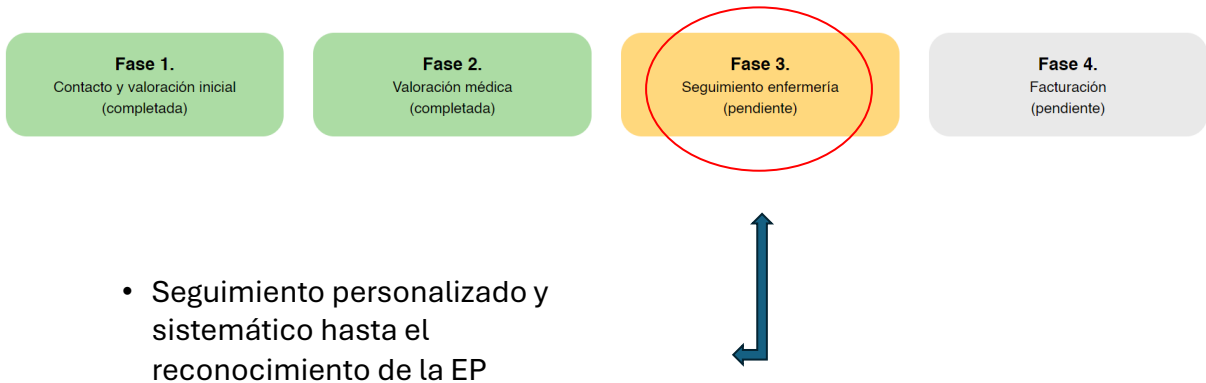 Fase 1.
Contacto y valoración inicial
(completada)
Fase 2.
Valoración médica
(completada)
Fase 3.
Seguimiento enfermería
(pendiente)
Fase 4.
Facturación
(pendiente)
• Seguimiento personalizado y
sistemático hasta el
reconocimiento de la EP